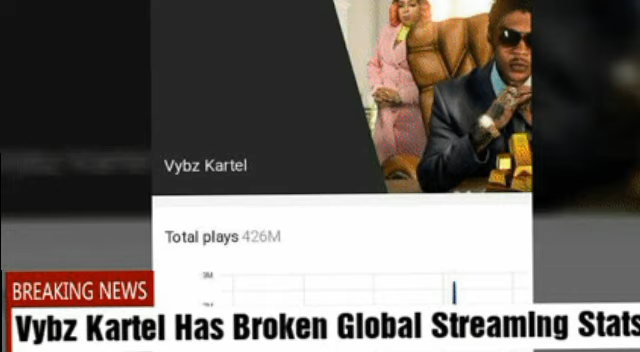 Vybz Kartel
Total plays 426M
3M
BREAKING NEWS
Vybz Kartel Has Broken Global Streaming Stats